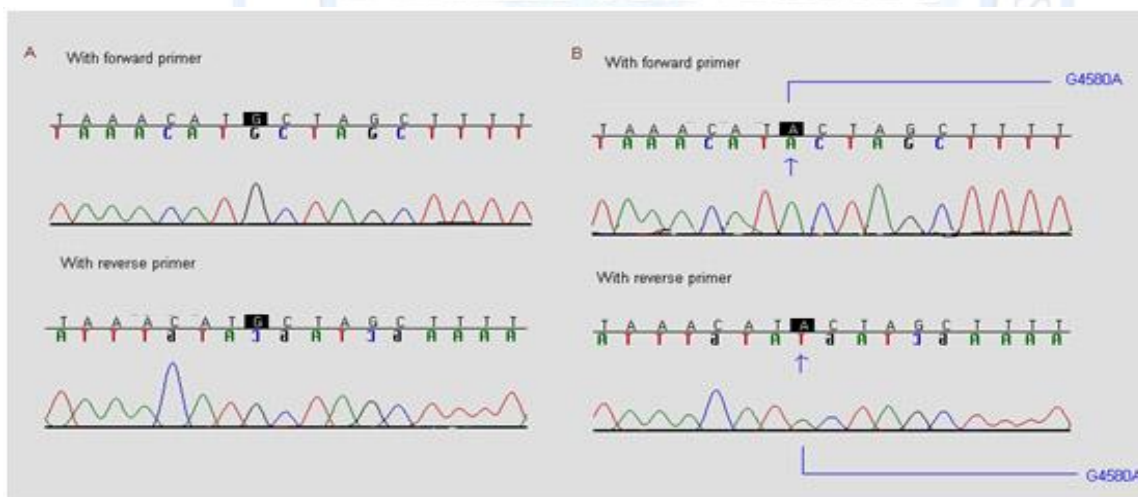 A
With forward primer
T A A A C A T G C T A G C T T T T
T A A A C A T G C T A G C T T T T
With reverse primer
T A A A C A T G C T A G C T T T T
A T T T G T A C G A T C G A A A A
B
With forward primer
G4580A
T A A A C A T A C T A G C T T T T
T A A A C A T A C T A G C T T T T
With reverse primer
T A A A C A T A C T A G C T T T T
A T T T G T A T G A T C G A A A A
G4580A